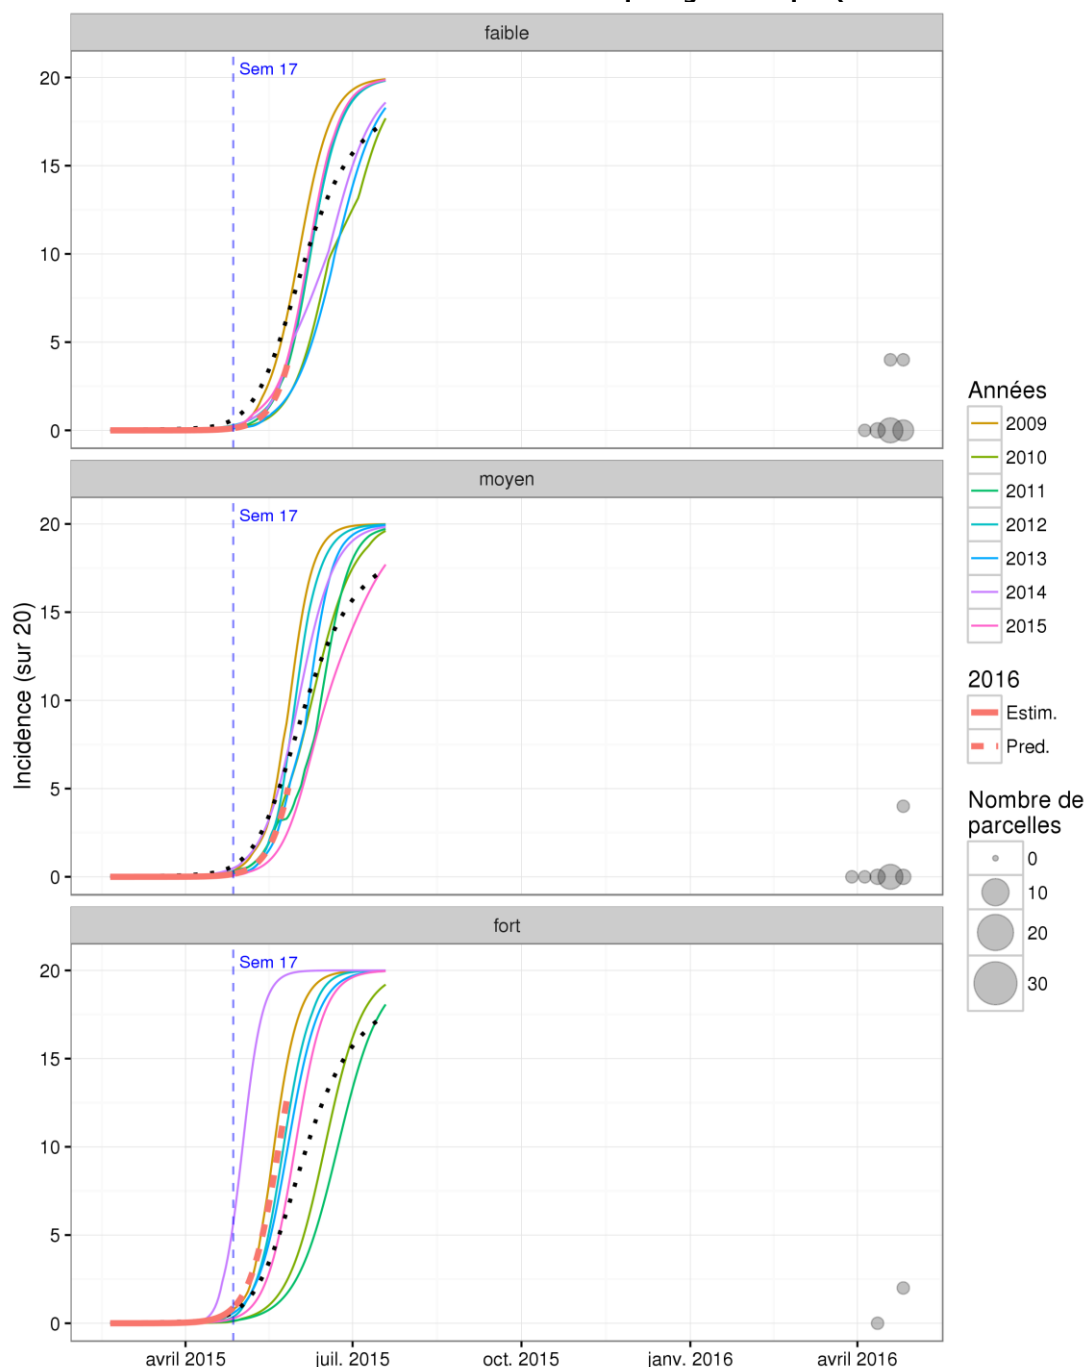 faible
Sem 17
20
15
10
5
0
moyen
Sem 17
20
15
10
5
0
fort
Sem 17
20
15
10
5
0
Incidence (sur 20)
avril 2015
juil. 2015
oct. 2015
janv. 2016
avril 2016
Années
2009
2010
2011
2012
2013
2014
2015
2016
Estim.
Pred.
Nombre de
parcelles
0
10
20
30